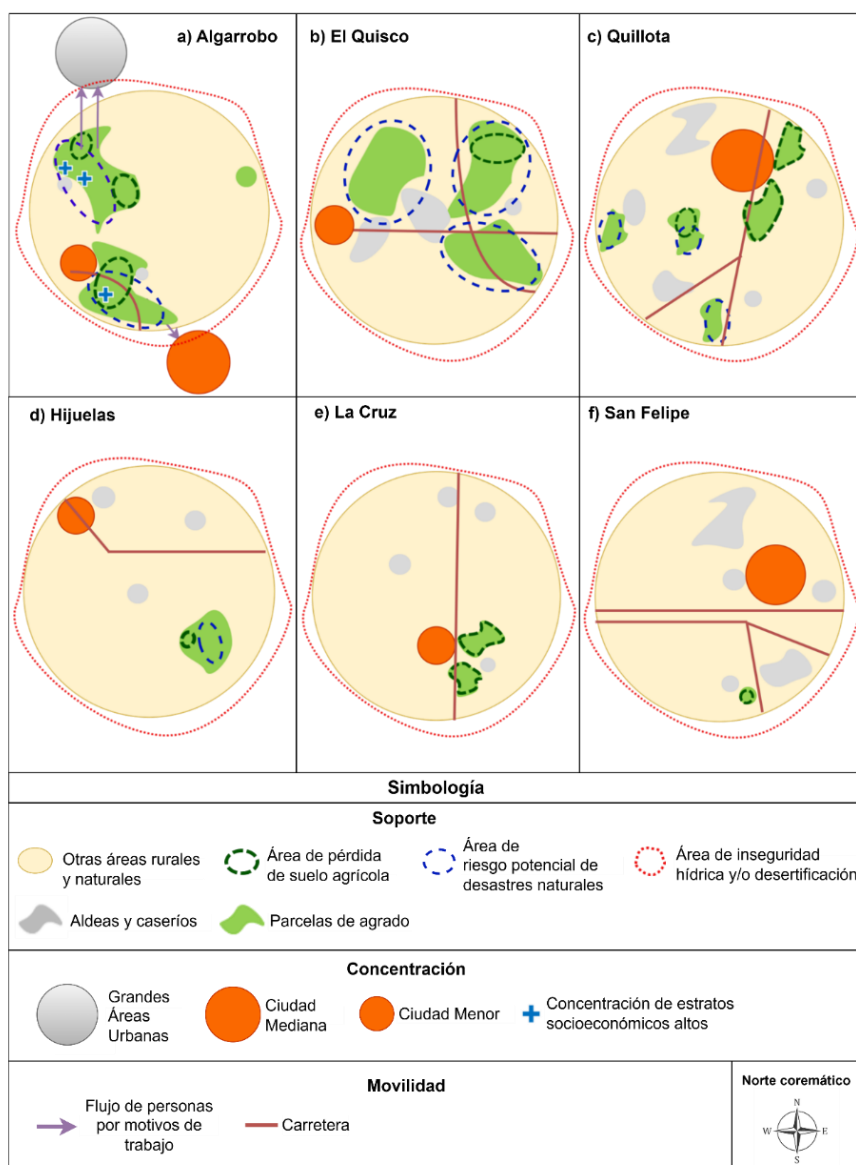 a) Algarrobo
b) El Quisco
c) Quillota
d) Hijuelas
e) La Cruz
f) San Felipe
Simbología
Soporte
Otras áreas rurales
y naturales
Área de pérdida
de suelo agrícola
Área de
riesgo potencial de
desastres naturales
Área de inseguridad
hídrica y/o desertificación
Aldeas y caseríos
Parcelas de agrado
Concentración
Grandes
Áreas
Urbanas
Ciudad
Mediana
Ciudad Menor
Concentración de estratos
socioeconómicos altos
Movilidad
Flujo de personas
por motivos de
trabajo
Carretera
Norte coremático
N
W
E
S